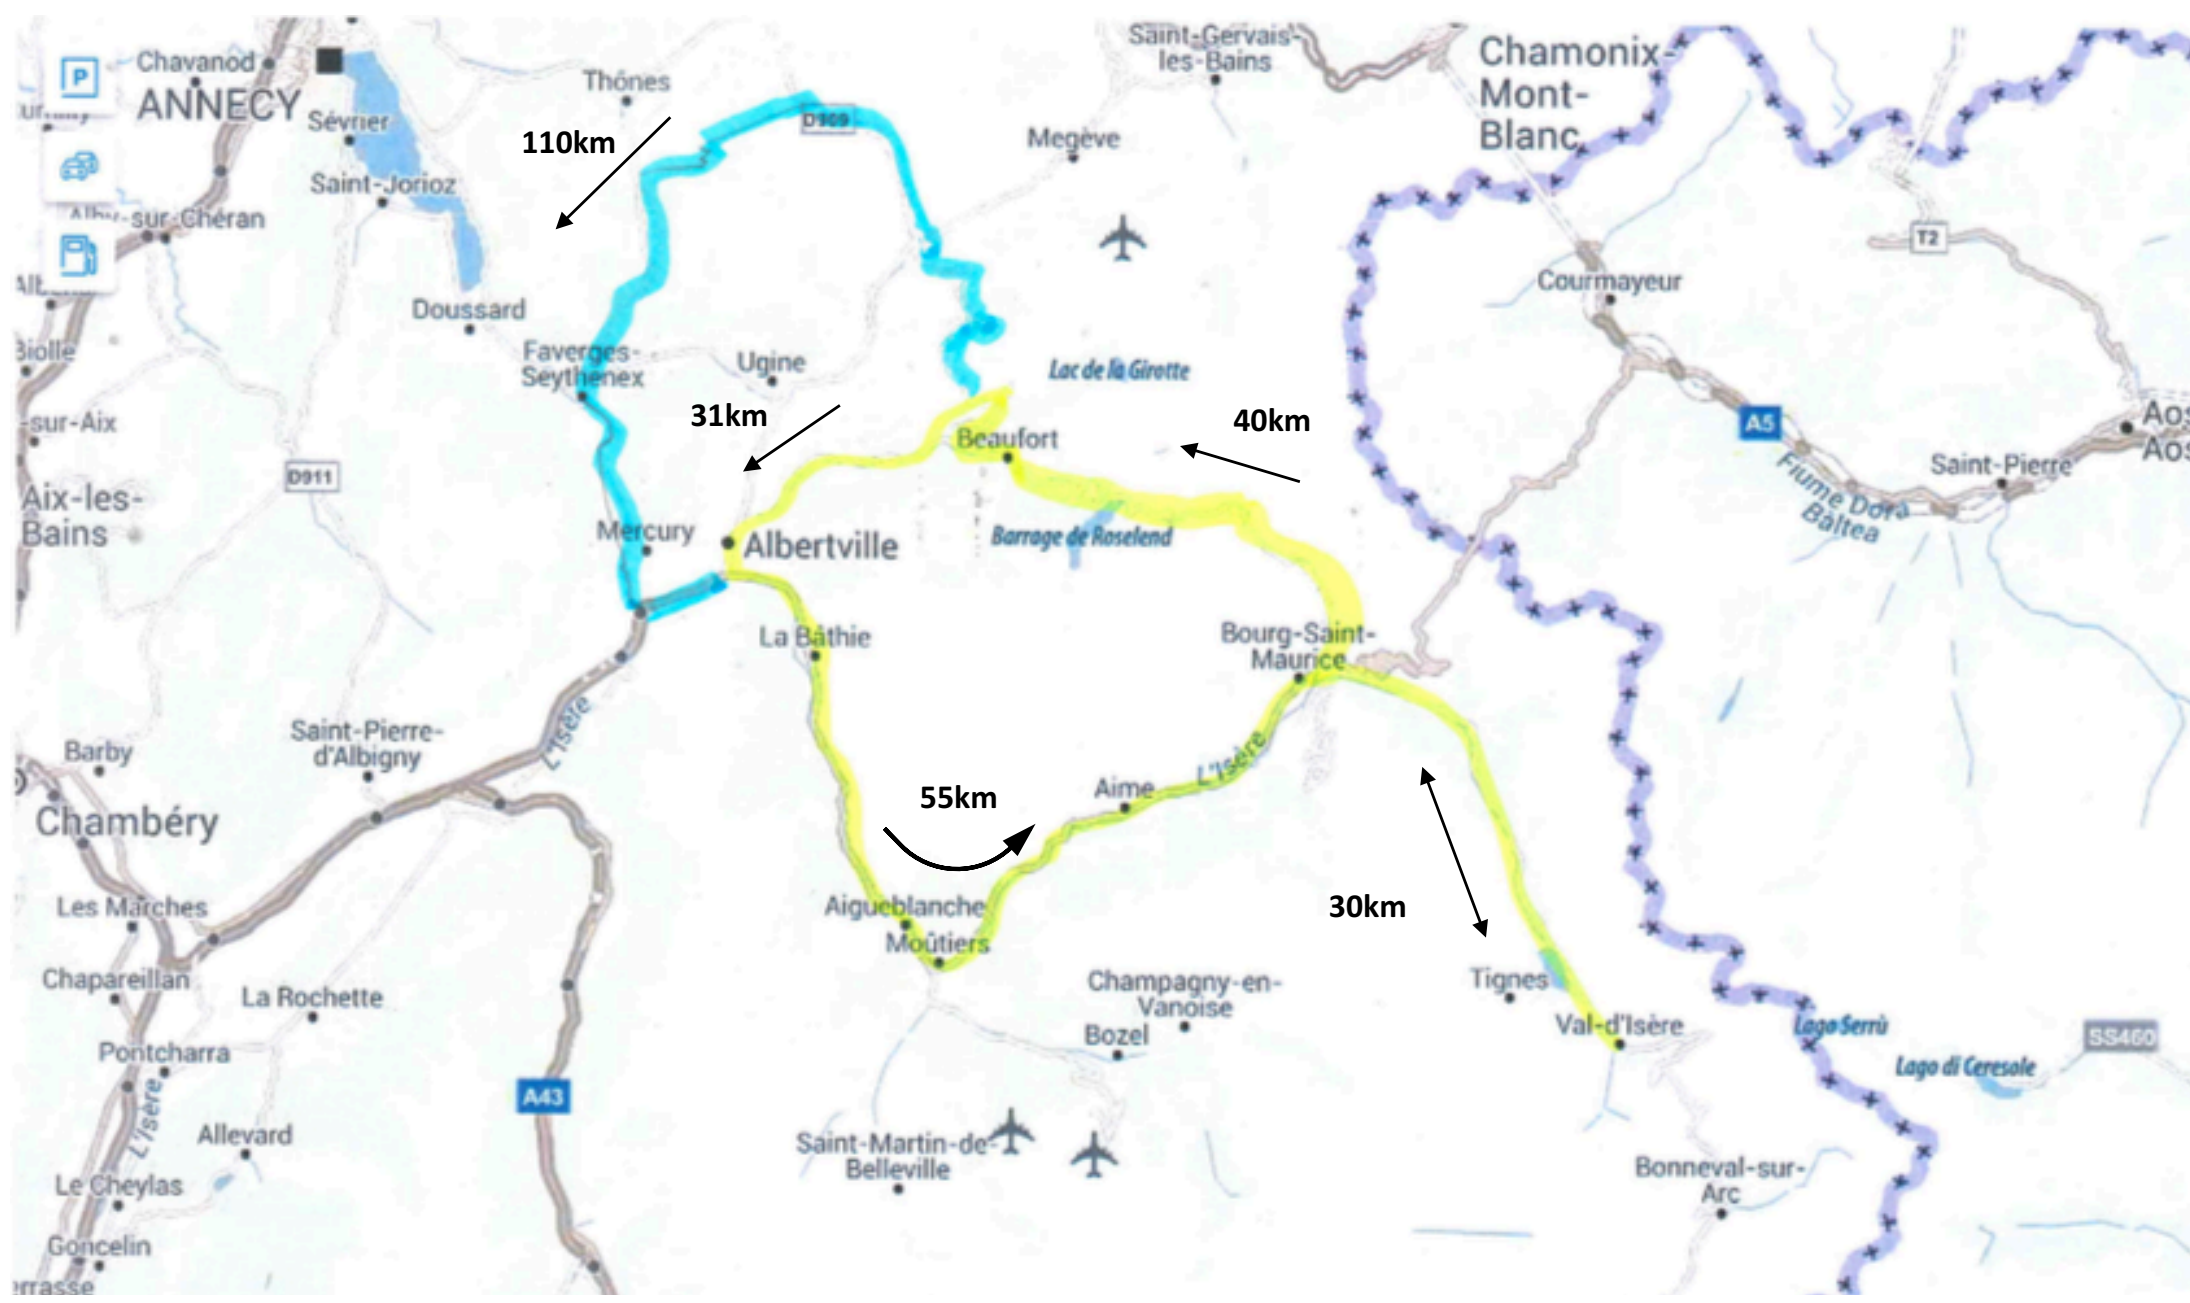 Chavanod
ANNECY
Sévrier
Saint-Jorioz
Alby-sur-Chéran
P
Thônes
110km
D909
Saint-Gervais-
les-Bains
Megève
Chamonix-
Mont-
Blanc
T2
Courmayeur
Doussard
Biolle
Faverges-
Seythenex
Ugine
31km
Lac de la Girotte
40km
A5
Aos
Aos
Saint-Pierre
Fiume Dora
Bàltea
-sur-Aix
D911
Aix-les-
Bains
Beaufort
Mercury
Albertville
Barrage de Roselend
La Bâthie
Bourg-Saint-
Maurice
L'Isère
Saint-Pierre-
d'Albigny
Barby
Chambéry
55km
Aime
L'Isère
30km
Les Marches
Aigueblanche
Moûtiers
Chapareillan
La Rochette
Champagny-en-
Vanoise
Bozel
Tignes
Val-d'Isère
Lago Serrù
Lago di Ceresole
SS460
Pontcharra
L'Isère
A43
Allevard
Saint-Martin-de-
Belleville
Bonneval-sur-
Arc
Le Cheylas
Goncelin
errasse